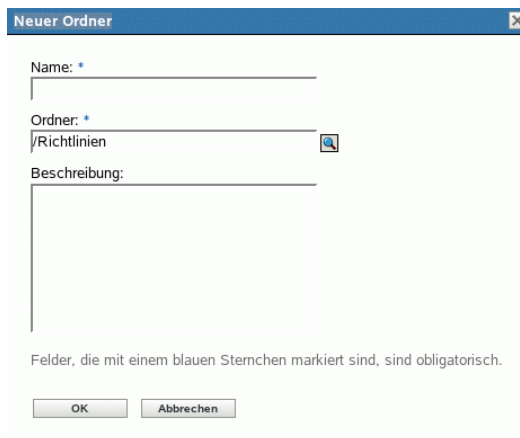 Neuer Ordner
Name: *
Ordner: *
/Richtlinien
Beschreibung:
Felder, die mit einem blauen Sternchen markiert sind, sind obligatorisch.
OK
Abbrechen